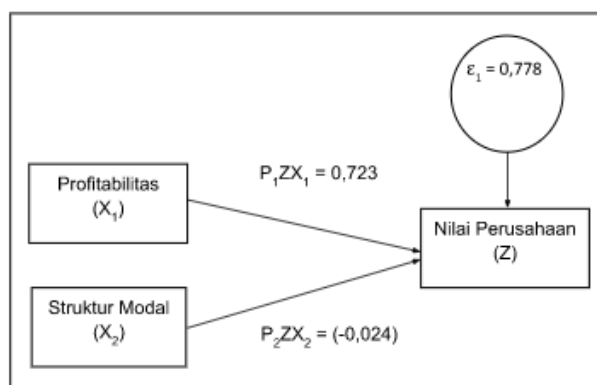 ε₁ = 0,778
P₁ZX₁ = 0,723
Profitabilitas
(X₁)
Nilai Perusahaan
(Z)
Struktur Modal
(X₂)
P₂ZX₂ = (-0,024)